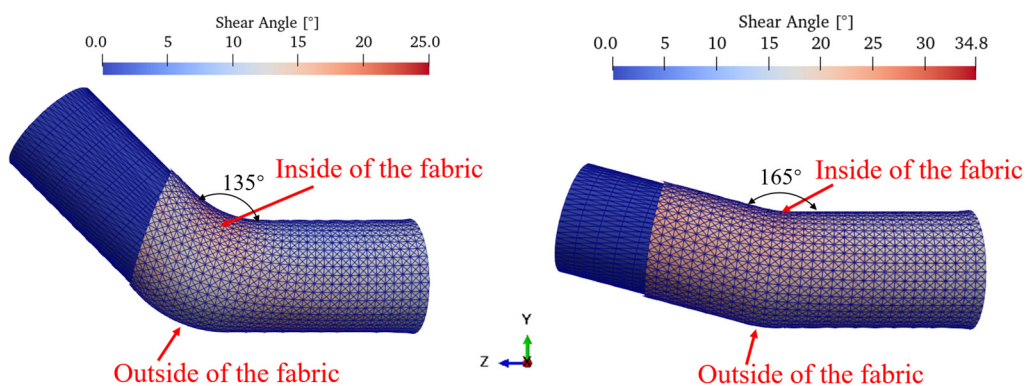 Shear Angle [°]
0.0 5 10 15 20 25.0
Inside of the fabric
135°
Outside of the fabric
Shear Angle [°]
0.0 5 10 15 20 25 30 34.8
Inside of the fabric
165°
Outside of the fabric
Y
Z
X